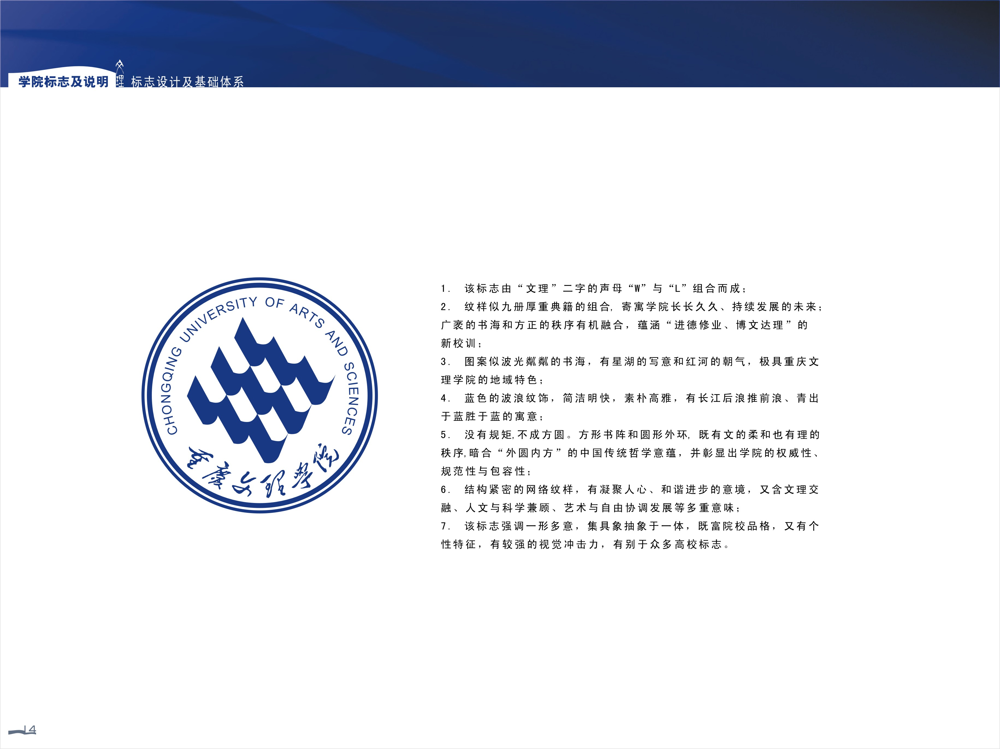 学院标志及说明 文理 标志设计及基础体系
CHONGQING UNIVERSITY OF ARTS AND SCIENCES
重庆文理学院
1. 该标志由“文理”二字的声母“W”与“L”组合而成；
2. 纹样似九册厚重典籍的组合, 寄寓学院长长久久、持续发展的未来；
广袤的书海和方正的秩序有机融合，蕴涵“进德修业、博文达理”的
新校训；
3. 图案似波光粼粼的书海，有星湖的写意和红河的朝气，极具重庆文
理学院的地域特色；
4. 蓝色的波浪纹饰，简洁明快，素朴高雅，有长江后浪推前浪、青出
于蓝胜于蓝的寓意；
5. 没有规矩,不成方圆。方形书阵和圆形外环, 既有文的柔和也有理的
秩序,暗合“外圆内方”的中国传统哲学意蕴，并彰显出学院的权威性、
规范性与包容性；
6. 结构紧密的网络纹样，有凝聚人心、和谐进步的意境，又含文理交
融、人文与科学兼顾、艺术与自由协调发展等多重意味；
7. 该标志强调一形多意，集具象抽象于一体，既富院校品格，又有个
性特征，有较强的视觉冲击力，有别于众多高校标志。
14